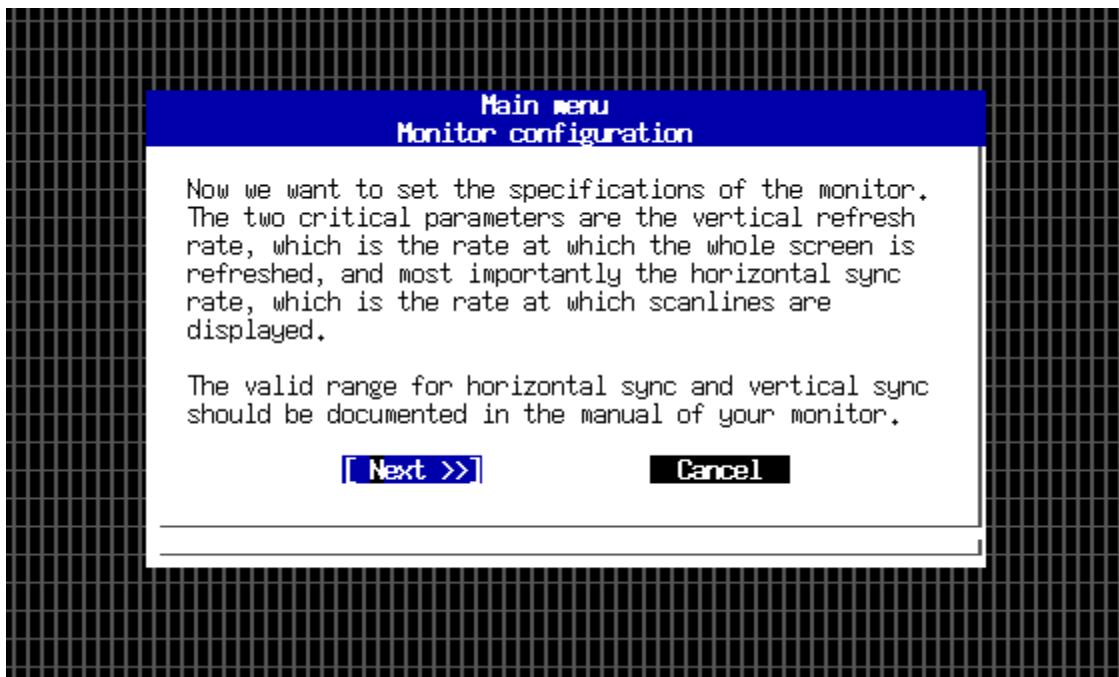 Main menu
Monitor configuration
Now we want to set the specifications of the monitor.
The two critical parameters are the vertical refresh
rate, which is the rate at which the whole screen is
refreshed, and most importantly the horizontal sync
rate, which is the rate at which scanlines are
displayed.
The valid range for horizontal sync and vertical sync
should be documented in the manual of your monitor.
[ Next >>] Cancel